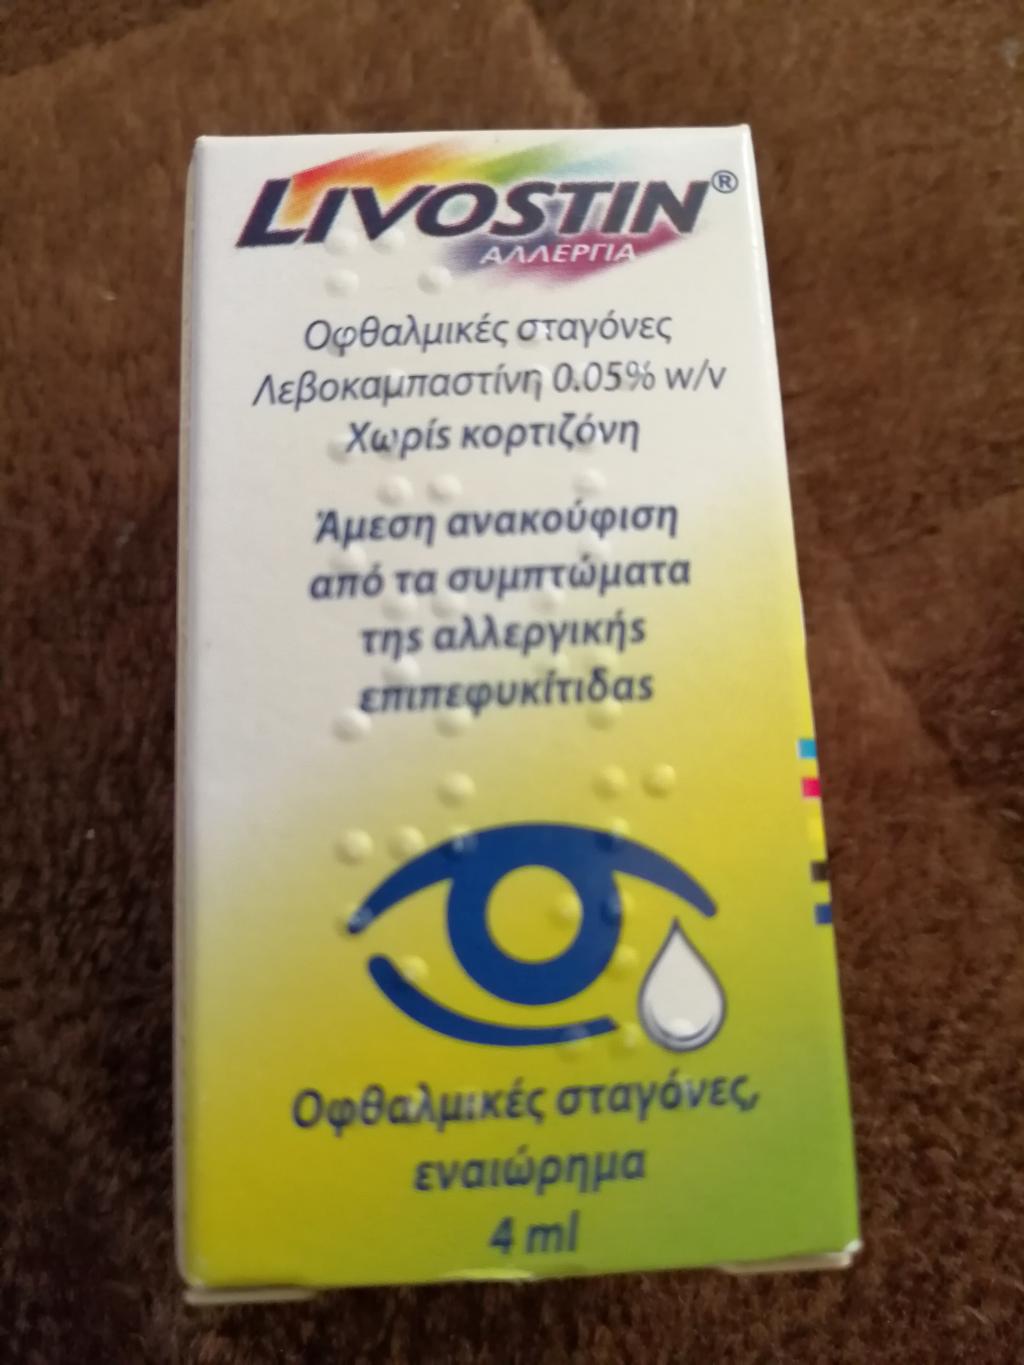 LIVOSTIN®
ΑΛΛΕΡΓΙΑ
Οφθαλμικές σταγόνες
Λεβοκαμπαστίνη 0.05% w/v
Χωρίς κορτιζόνη
Άμεση ανακούφιση
από τα συμπτώματα
της αλλεργικής
επιπεφυκίτιδας
Οφθαλμικές σταγόνες,
εναιώρημα
4 ml